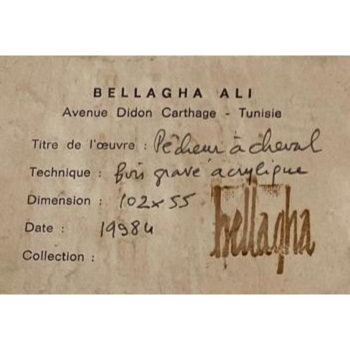 BELLAGHA ALI
Avenue Didon Carthage - Tunisie
Titre de l'œuvre : Pêcheur à cheval
Technique : Bois gravé acrylique
Dimension : 102x55
Date : 1984
Collection :
bellagha